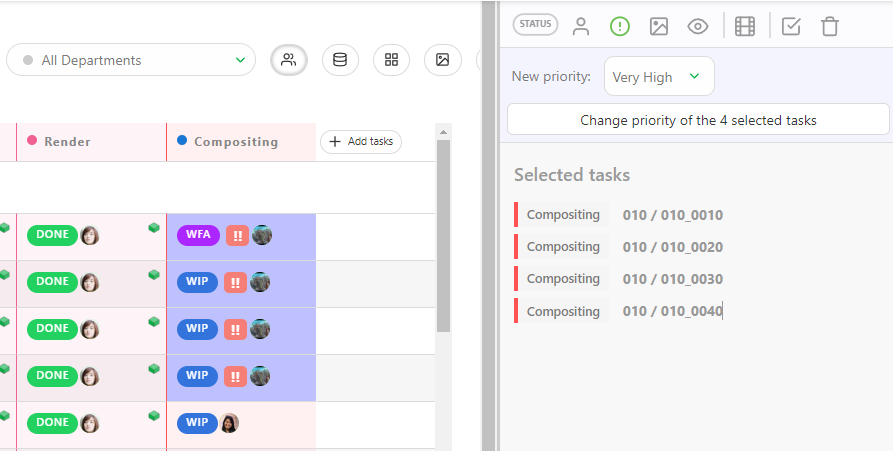 STATUS
All Departments
New priority: Very High
Change priority of the 4 selected tasks
Render
Compositing
Add tasks
Selected tasks
Compositing 010 / 010_0010
Compositing 010 / 010_0020
Compositing 010 / 010_0030
Compositing 010 / 010_0040
DONE WFA !!
DONE WIP !!
DONE WIP !!
DONE WIP !!
DONE WIP